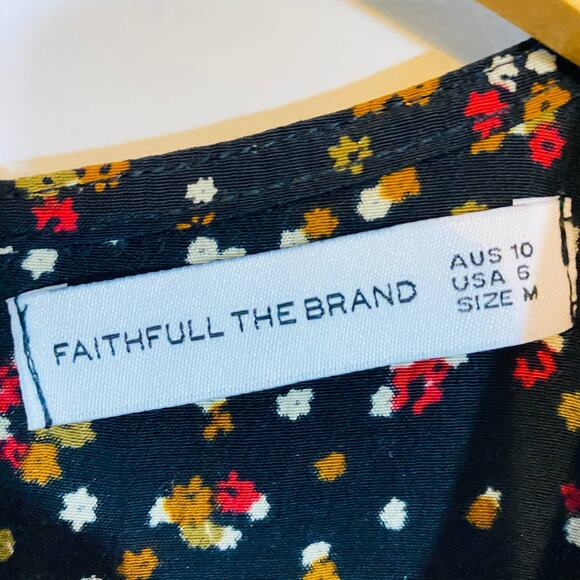 FAITHFULL THE BRAND
AUS 10
USA 6
SIZE M